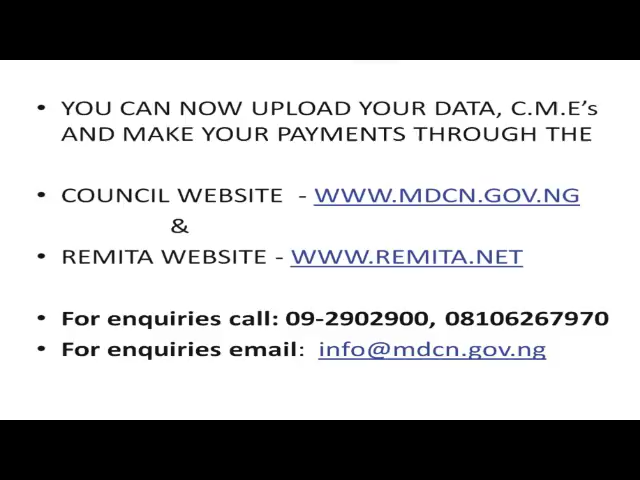 • YOU CAN NOW UPLOAD YOUR DATA, C.M.E's
AND MAKE YOUR PAYMENTS THROUGH THE
• COUNCIL WEBSITE - WWW.MDCN.GOV.NG
&
• REMITA WEBSITE - WWW.REMITA.NET
• For enquiries call: 09-2902900, 08106267970
• For enquiries email: info@mdcn.gov.ng